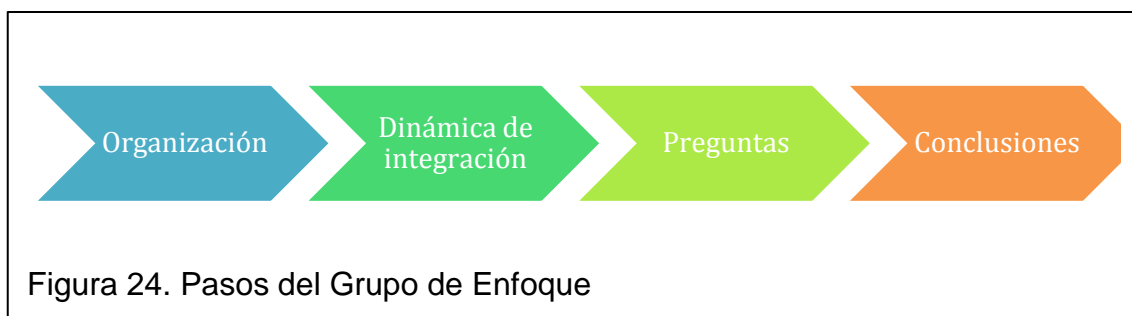 Organización
Dinámica de
integración
Preguntas
Conclusiones
Figura 24. Pasos del Grupo de Enfoque